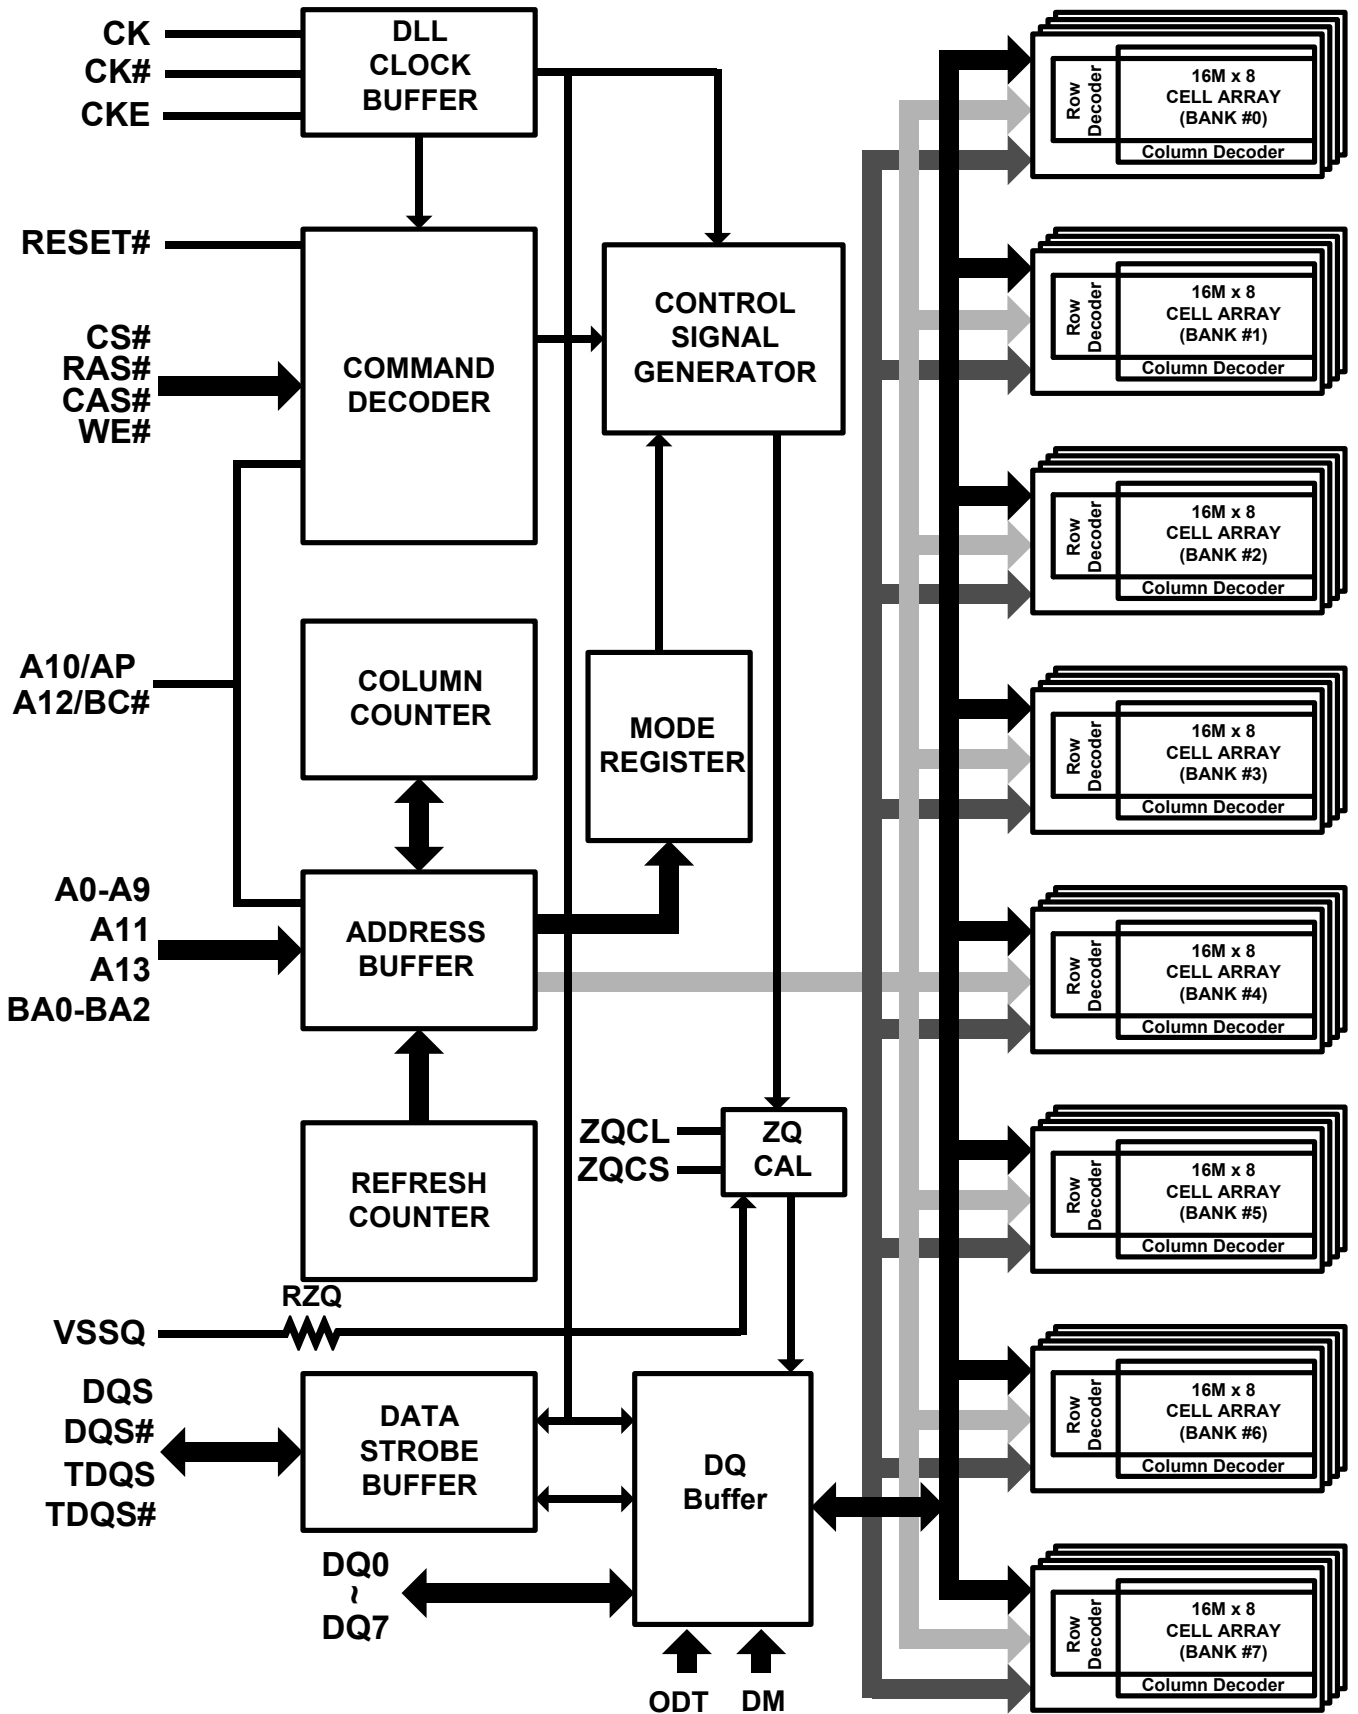 CK
CK#
CKE
DLL
CLOCK
BUFFER
RESET#
CS#
RAS#
CAS#
WE#
COMMAND
DECODER
CONTROL
SIGNAL
GENERATOR
A10/AP
A12/BC#
COLUMN
COUNTER
MODE
REGISTER
A0-A9
A11
A13
BA0-BA2
ADDRESS
BUFFER
REFRESH
COUNTER
ZQCL
ZQCS
ZQ
CAL
RZQ
VSSQ
DQS
DQS#
TDQS
TDQS#
DATA
STROBE
BUFFER
DQ
Buffer
DQ0
~
DQ7
ODT
DM
Row
Decoder
16M x 8
CELL ARRAY
(BANK #0)
Column Decoder
Row
Decoder
16M x 8
CELL ARRAY
(BANK #1)
Column Decoder
Row
Decoder
16M x 8
CELL ARRAY
(BANK #2)
Column Decoder
Row
Decoder
16M x 8
CELL ARRAY
(BANK #3)
Column Decoder
Row
Decoder
16M x 8
CELL ARRAY
(BANK #4)
Column Decoder
Row
Decoder
16M x 8
CELL ARRAY
(BANK #5)
Column Decoder
Row
Decoder
16M x 8
CELL ARRAY
(BANK #6)
Column Decoder
Row
Decoder
16M x 8
CELL ARRAY
(BANK #7)
Column Decoder